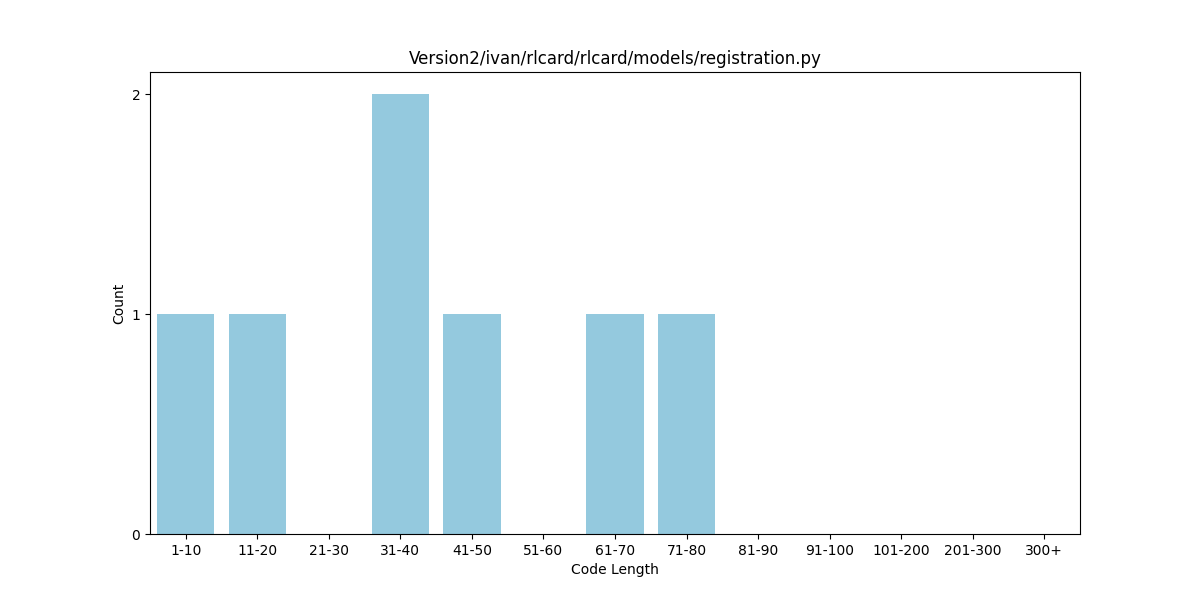 Version2/ivan/rlcard/rlcard/models/registration.py
2
1
0
Count
1-10 11-20 21-30 31-40 41-50 51-60 61-70 71-80 81-90 91-100 101-200 201-300 300+
Code Length